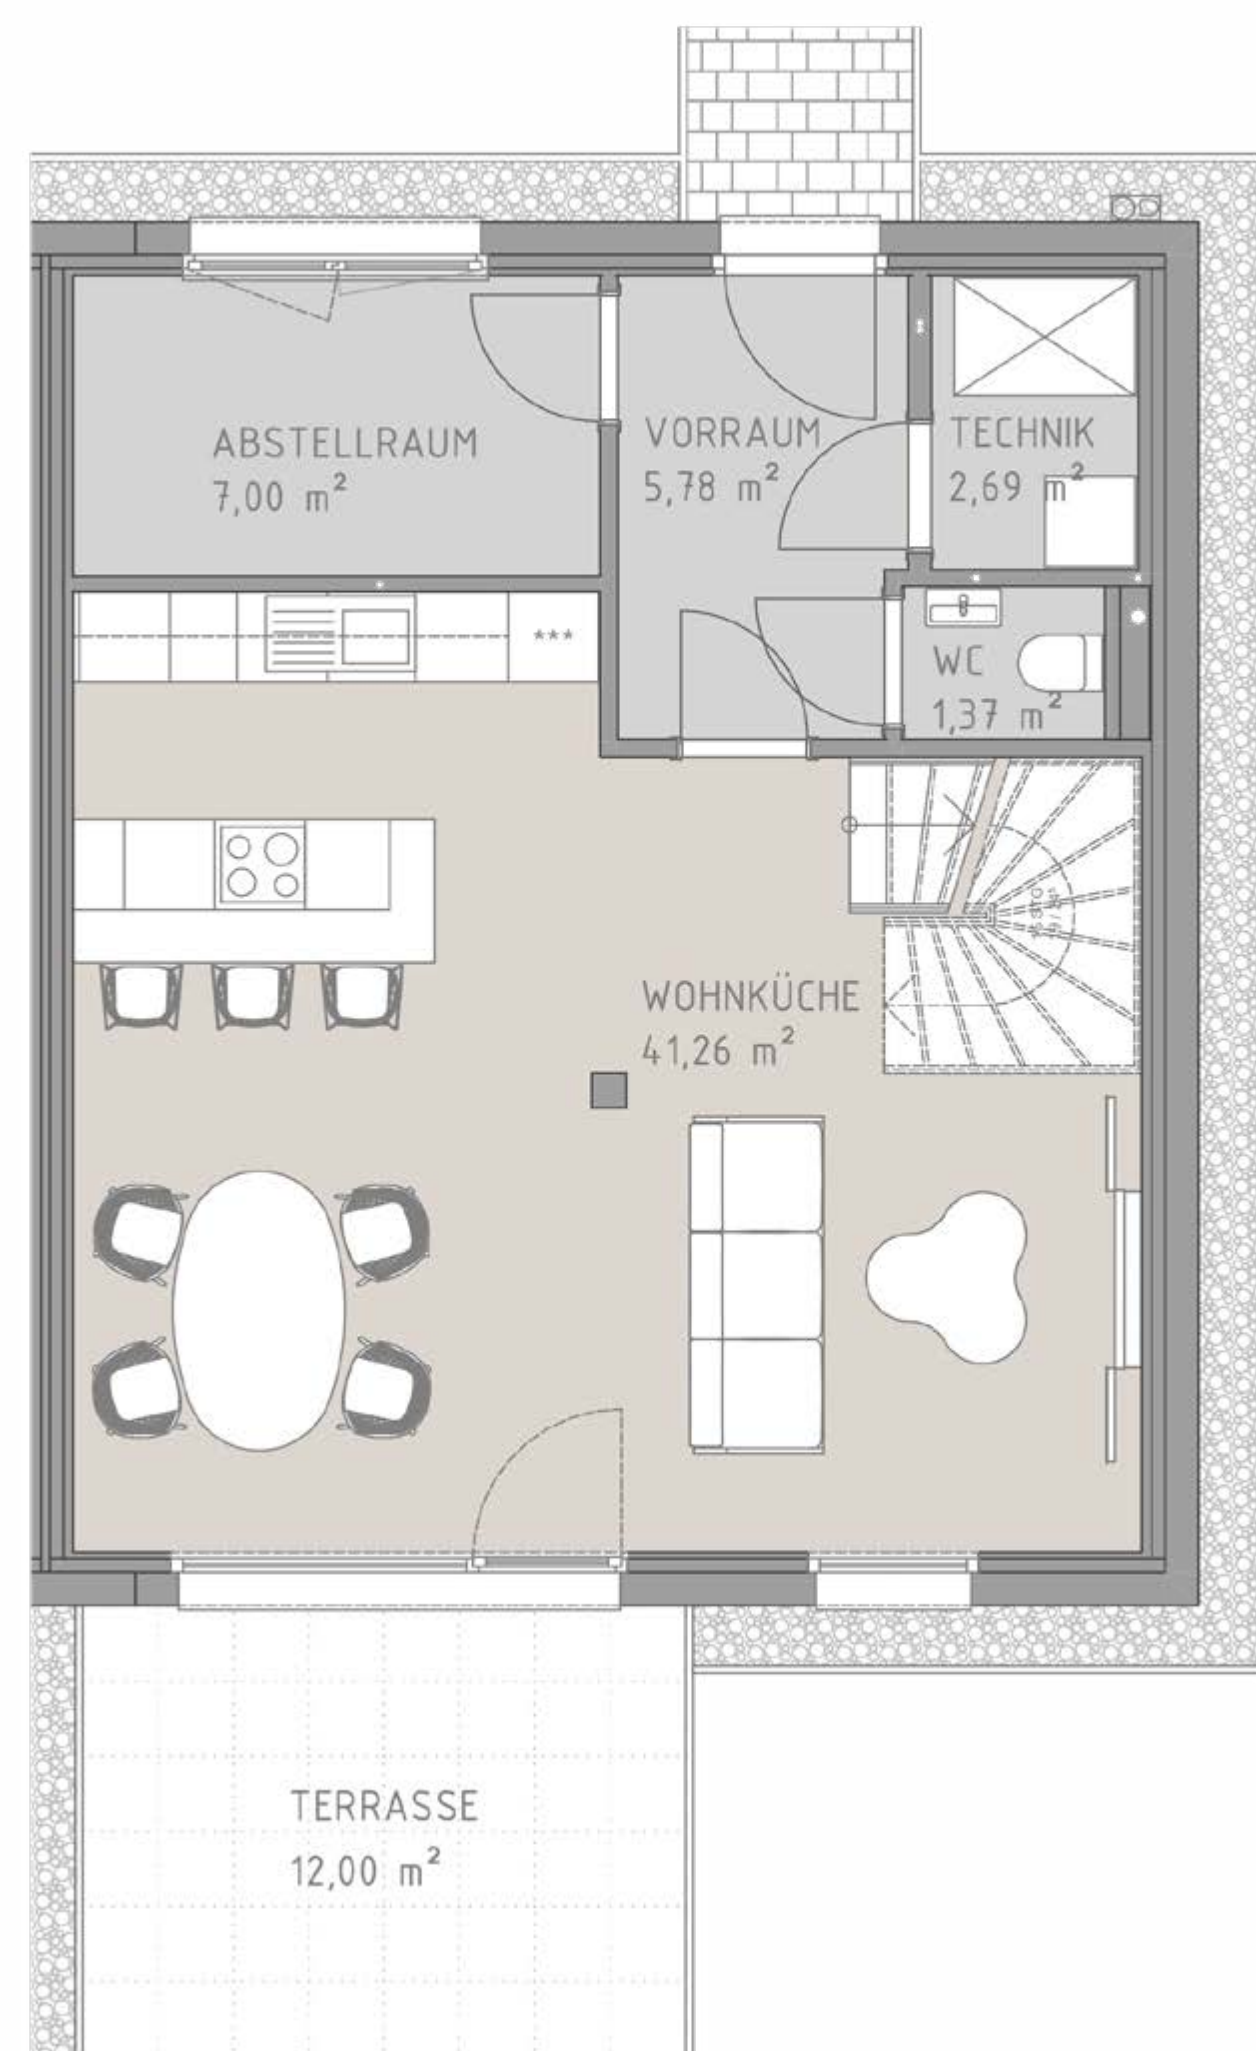 ABSTELLRAUM
7,00 m²
VORRAUM
5,78 m²
TECHNIK
2,69 m²
***
WC
1,37 m²
WOHNKÜCHE
41,26 m²
TERRASSE
12,00 m²